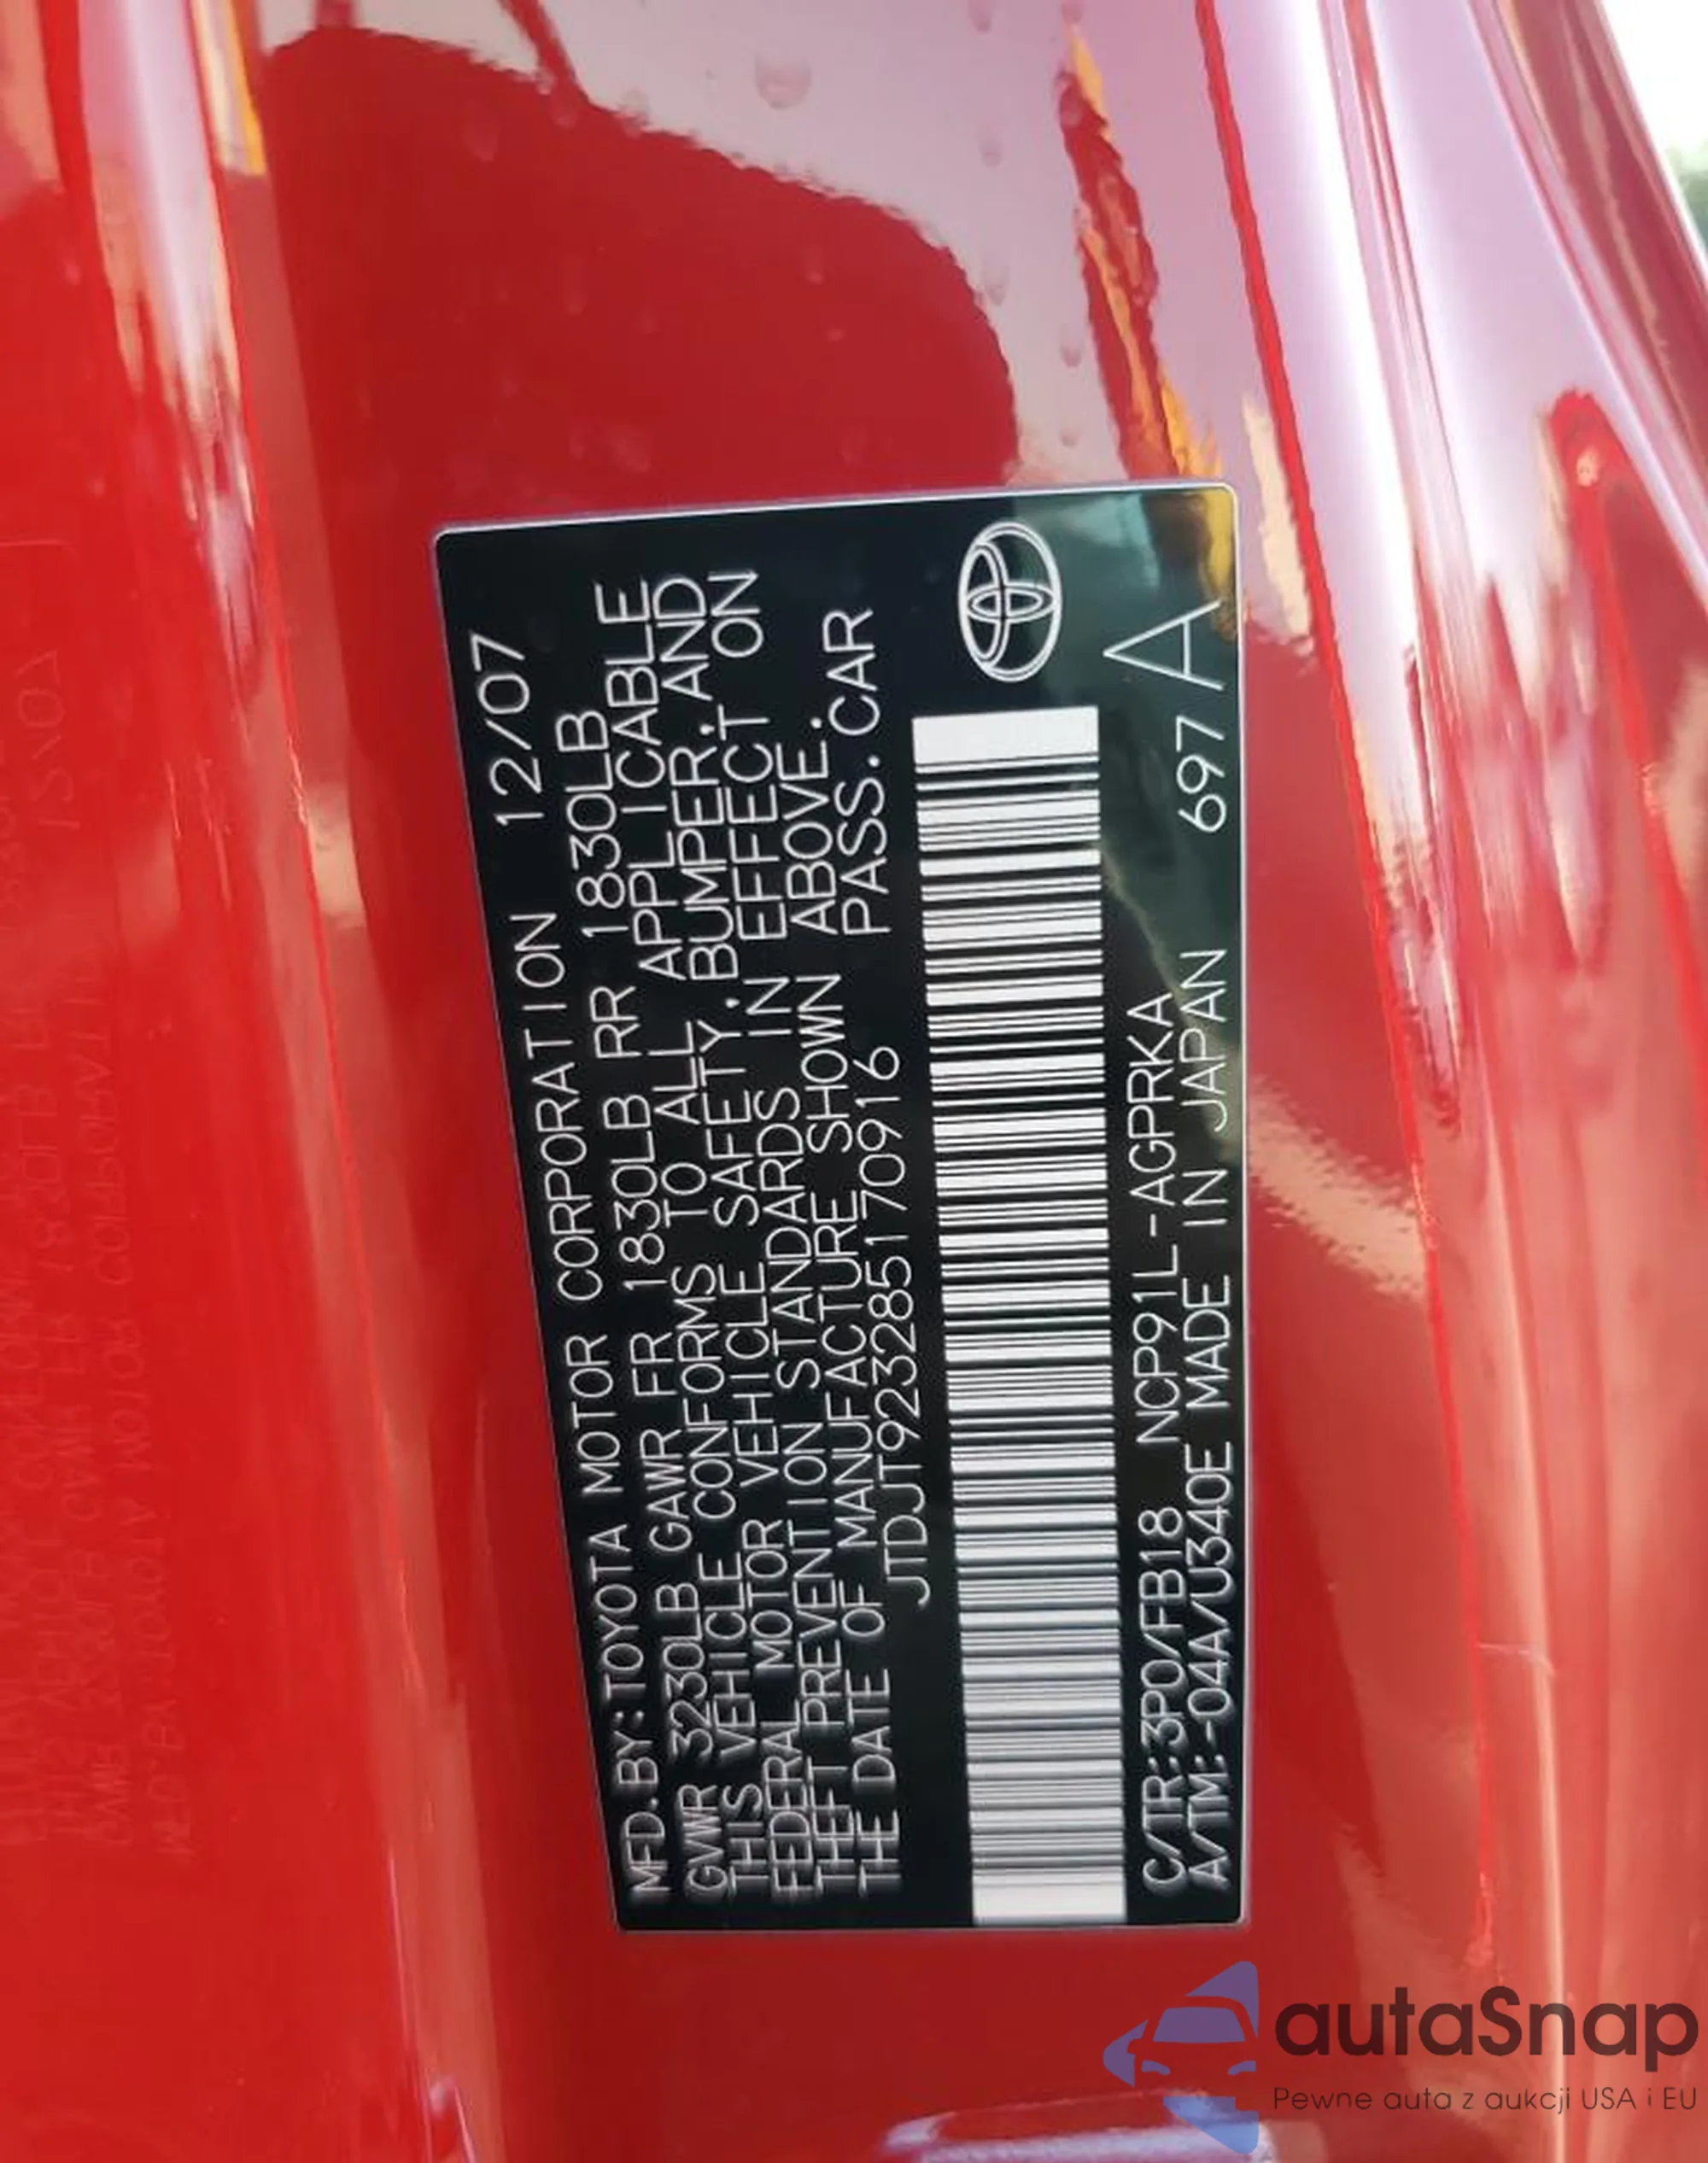 MFD.BY:TOYOTA MOTOR CORPORATION 12/07
GVWR 3230LB GAWR FR 1830LB RR 1830LB
THIS VEHICLE CONFORMS TO ALL APPLICABLE
FEDERAL MOTOR VEHICLE SAFETY, BUMPER, AND
THEFT PREVENTION STANDARDS IN EFFECT ON
THE DATE OF MANUFACTURE SHOWN ABOVE.
JTDJT923285170916 PASS.CAR
C/TR:3P0/FB18 NCP91L-AGPRKA
A/TM:-04A/U340E MADE IN JAPAN 697 A
autaSnap
Pewne auta z aukcji USA i EU